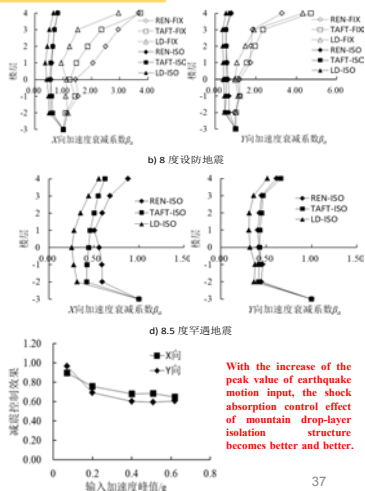 4
3
2
1
0
-1
-2
-3
楼层
REN-FIX
TAFT-FIX
LD-FIX
REN-ISO
TAFT-ISO
LD-ISO
0.00 1.00 2.00 3.00 4.00
X向加速度衰减系数βa
4
3
2
1
0
-1
-2
-3
楼层
REN-FIX
TAFT-FIX
LD-FIX
REN-ISO
TAFT-ISO
LD-ISO
0.00 1.00 2.00 3.00 4.00 5.00
Y向加速度衰减系数βa
b) 8 度设防地震
4
3
2
1
0
-1
-2
-3
楼层
REN-ISO
TAFT-ISO
LD-ISO
0.00 0.50 1.00 1.50
X向加速度衰减系数βa
4
3
2
1
0
-1
-2
-3
楼层
REN-ISO
TAFT-ISO
LD-ISO
0.00 1.00
Y向加速度衰减系数βa
d) 8.5 度罕遇地震
1.20
1.00
0.80
0.60
0.40
0.20
0.00
减震控制效果
X向
Y向
0 0.2 0.4 0.6 0.8
输入加速度峰值/g
With the increase of the
peak value of earthquake
motion input, the shock
absorption control effect
of mountain drop-layer
isolation structure
becomes better and better.
37